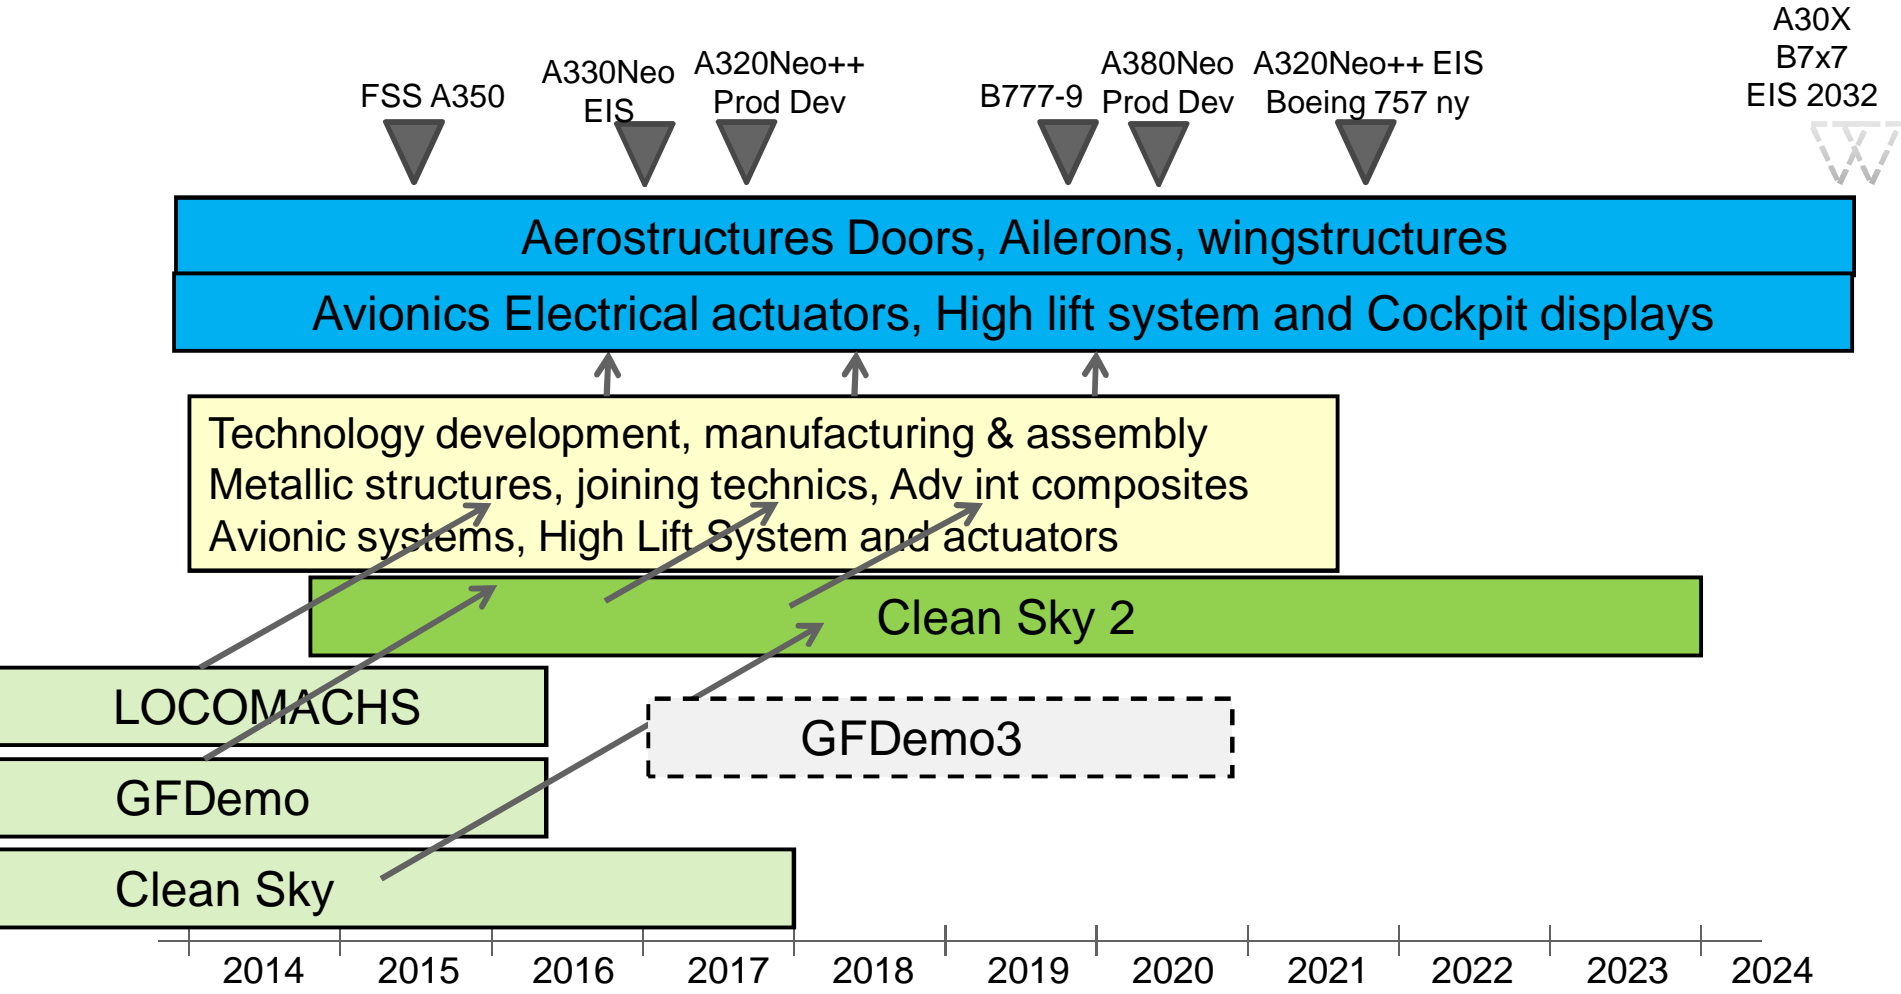 A30X
B7x7
EIS 2032
FSS A350
A330Neo
EIS
A320Neo++
Prod Dev
B777-9
A380Neo
Prod Dev
A320Neo++ EIS
Boeing 757 ny
Aerostructures Doors, Ailerons, wingstructures
Avionics Electrical actuators, High lift system and Cockpit displays
Technology development, manufacturing & assembly
Metallic structures, joining technics, Adv int composites
Avionic systems, High Lift System and actuators
Clean Sky 2
LOCOMACHS
GFDemo3
GFDemo
Clean Sky
2014 2015 2016 2017 2018 2019 2020 2021 2022 2023 2024